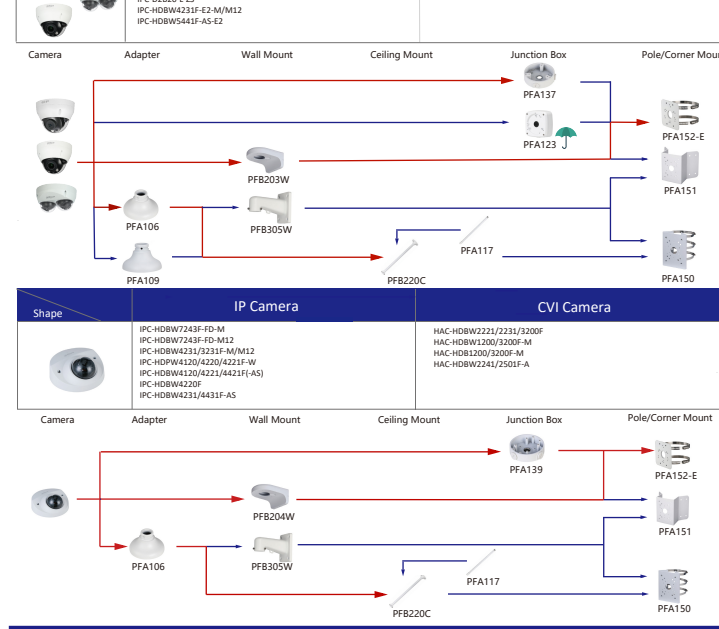 IPC-HDBW4231F-E2-M/M12
IPC-HDBW5441F-AS-E2
Camera Adapter Wall Mount Ceiling Mount Junction Box Pole/Corner Moun
PFA137
PFA123
PFA152-E
PFB203W
PFA151
PFA106
PFB305W
PFA117
PFA109
PFB220C
PFA150
Shape IP Camera CVI Camera
IPC-HDBW7243F-FD-M
IPC-HDBW7243F-FD-M12
IPC-HDBW4231/3231F-M/M12
IPC-HDPW4120/4220/4221F-W
IPC-HDBW4120/4221/4421F(-AS)
IPC-HDBW4220F
IPC-HDBW4231/4431F-AS
HAC-HDBW2221/2231/3200F
HAC-HDBW1200/3200F-M
HAC-HDB1200/3200F-M
HAC-HDBW2241/2501F-A
Camera Adapter Wall Mount Ceiling Mount Junction Box Pole/Corner Mount
PFA139
PFA152-E
PFB204W
PFA151
PFA106
PFB305W
PFA117
PFB220C
PFA150